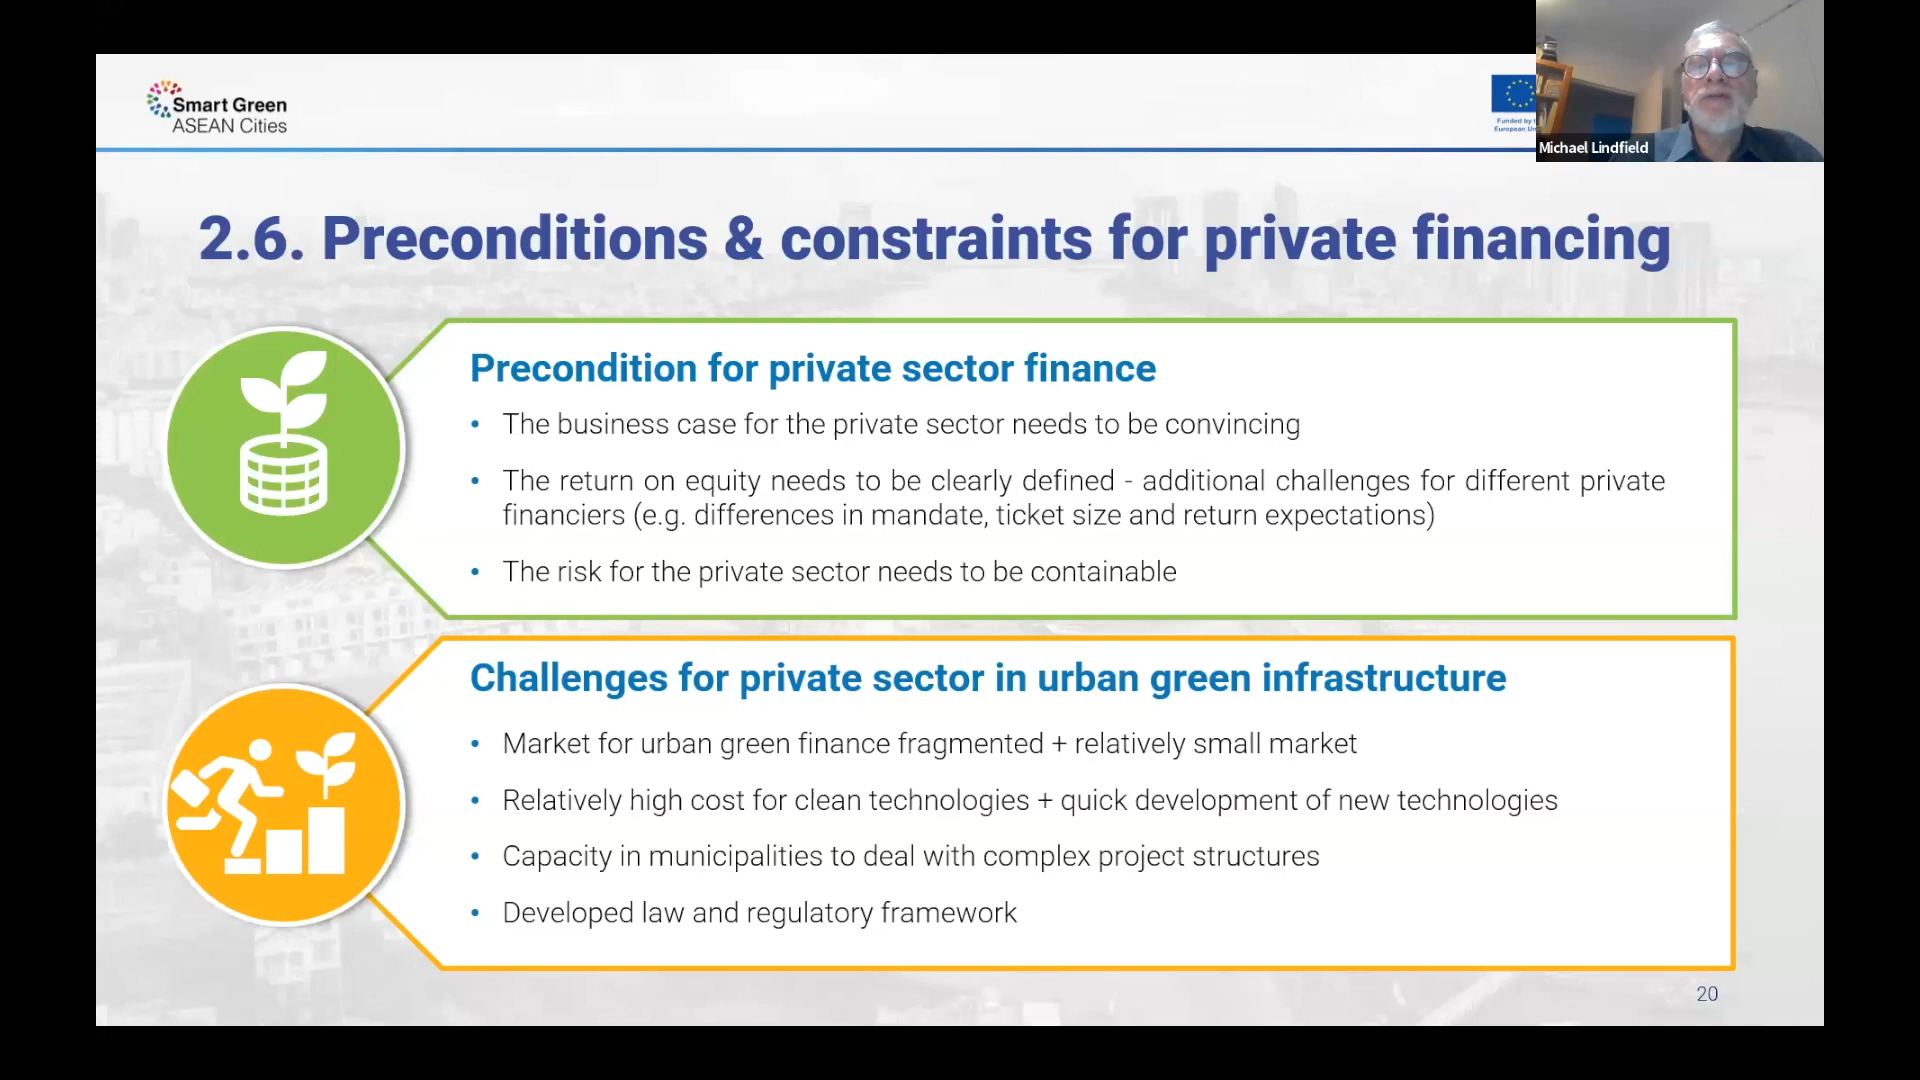 Smart Green
ASEAN Cities
Funded by
European
Michael Lindfield
2.6. Preconditions & constraints for private financing
Precondition for private sector finance
• The business case for the private sector needs to be convincing
• The return on equity needs to be clearly defined - additional challenges for different private
financiers (e.g. differences in mandate, ticket size and return expectations)
• The risk for the private sector needs to be containable
Challenges for private sector in urban green infrastructure
• Market for urban green finance fragmented + relatively small market
• Relatively high cost for clean technologies + quick development of new technologies
• Capacity in municipalities to deal with complex project structures
• Developed law and regulatory framework
20